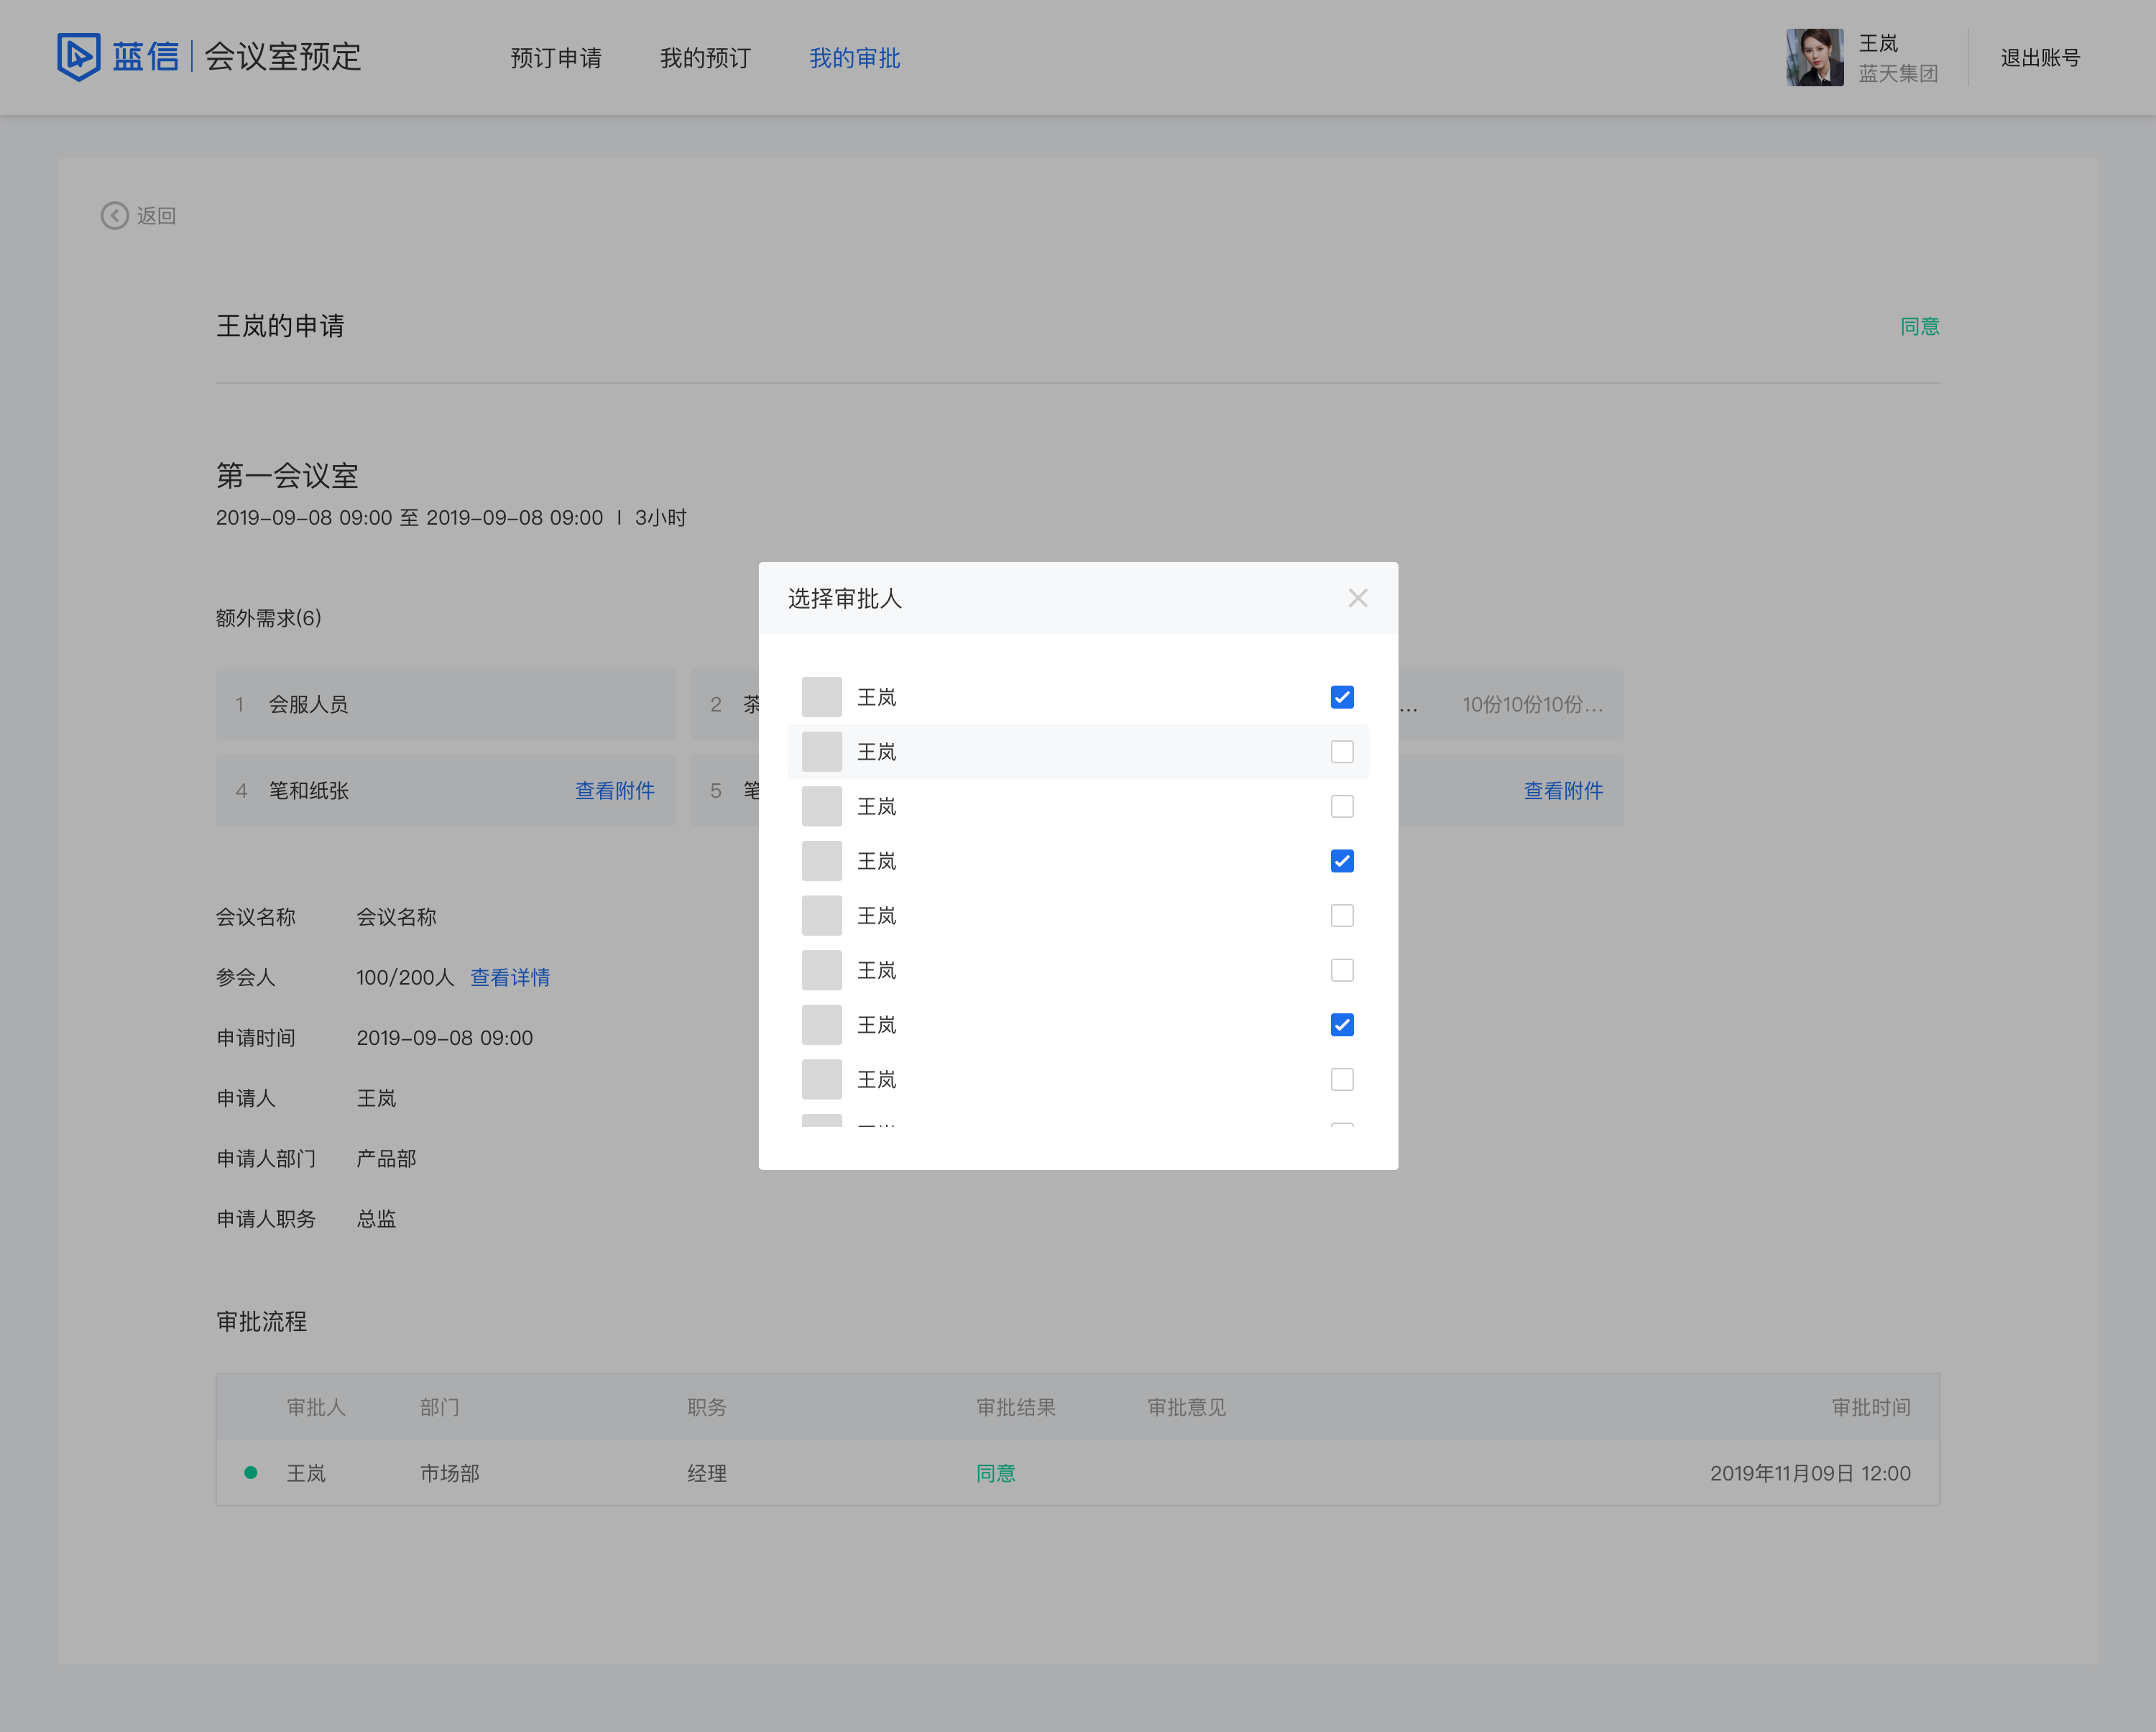 蓝信 会议室预定 预订申请 我的预订 我的审批 王岚 退出账号
蓝天集团
返回
王岚的申请 同意
第一会议室
2019-09-08 09:00 至 2019-09-08 09:00 | 3小时
额外需求(6)
1 会服人员 2 茶 ... 10份10份10份...
4 笔和纸张 查看附件 5 笔 查看附件
会议名称 会议名称
参会人 100/200人 查看详情
申请时间 2019-09-08 09:00
申请人 王岚
申请人部门 产品部
申请人职务 总监
审批流程
审批人 部门 职务 审批结果 审批意见 审批时间
王岚 市场部 经理 同意 2019年11月09日 12:00
选择审批人
王岚
王岚
王岚
王岚
王岚
王岚
王岚
王岚